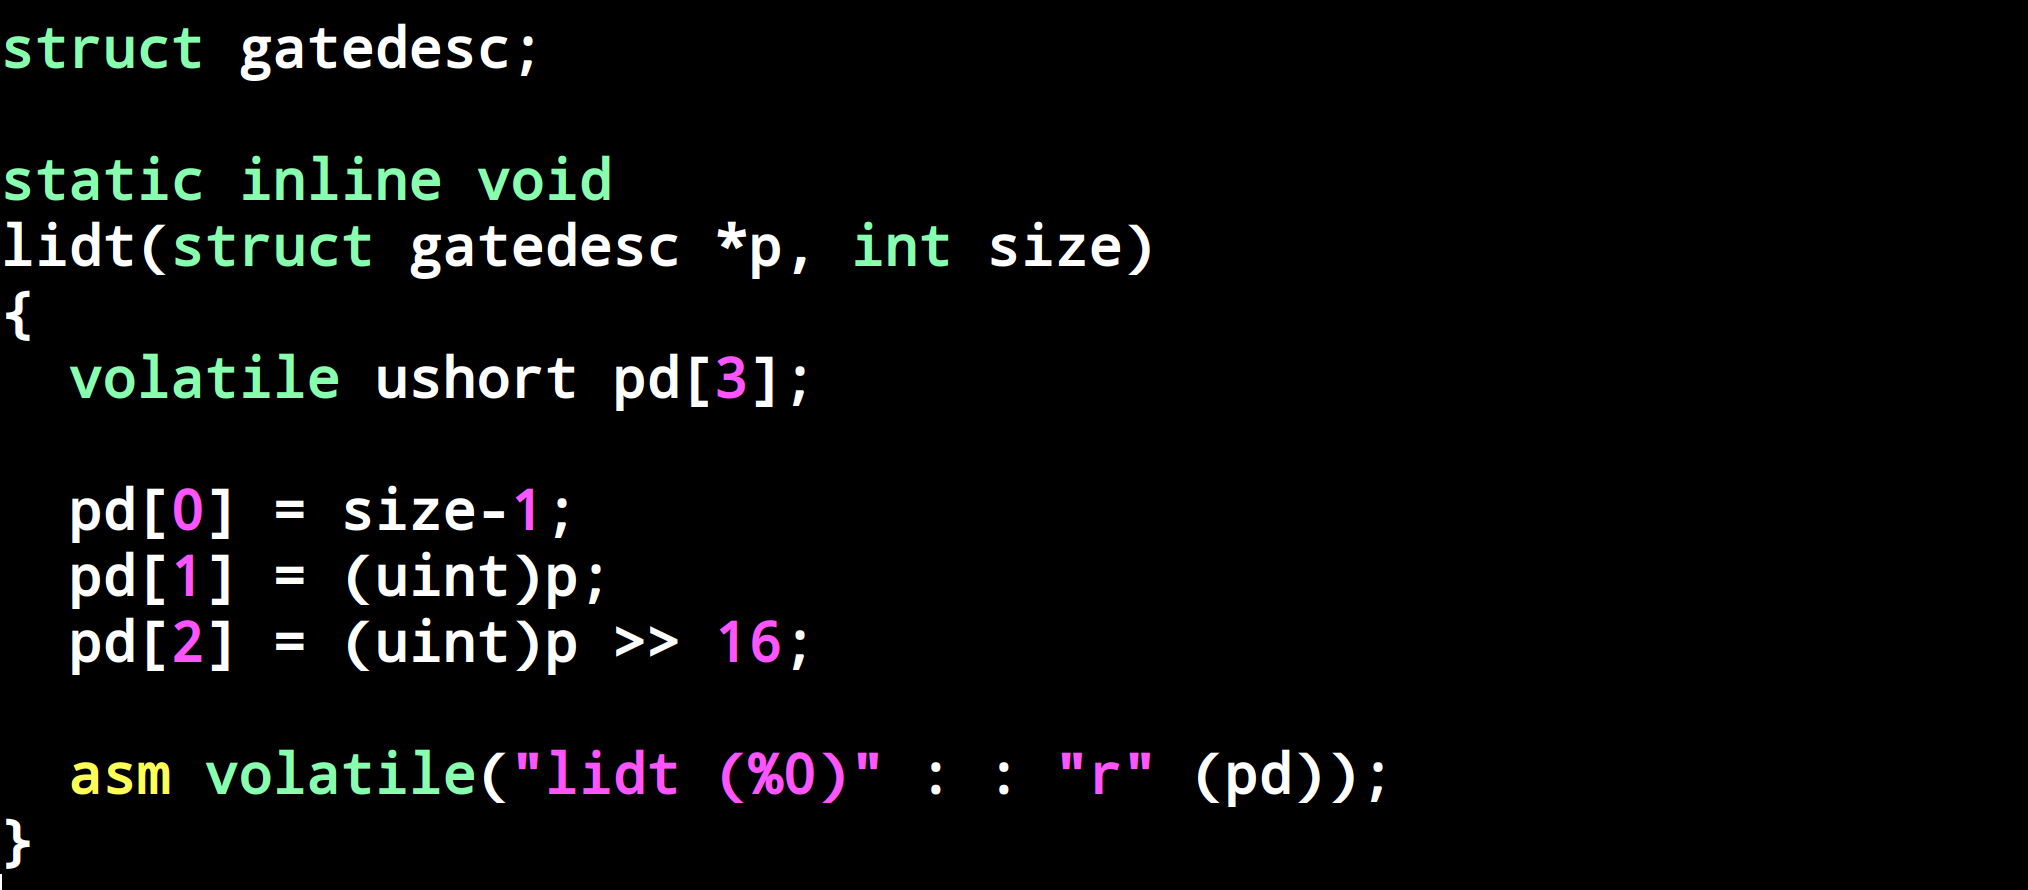 struct gatedesc;
static inline void
lidt(struct gatedesc *p, int size)
{
  volatile ushort pd[3];
  pd[0] = size-1;
  pd[1] = (uint)p;
  pd[2] = (uint)p >> 16;
  asm volatile("lidt (%0)" : : "r" (pd));
}